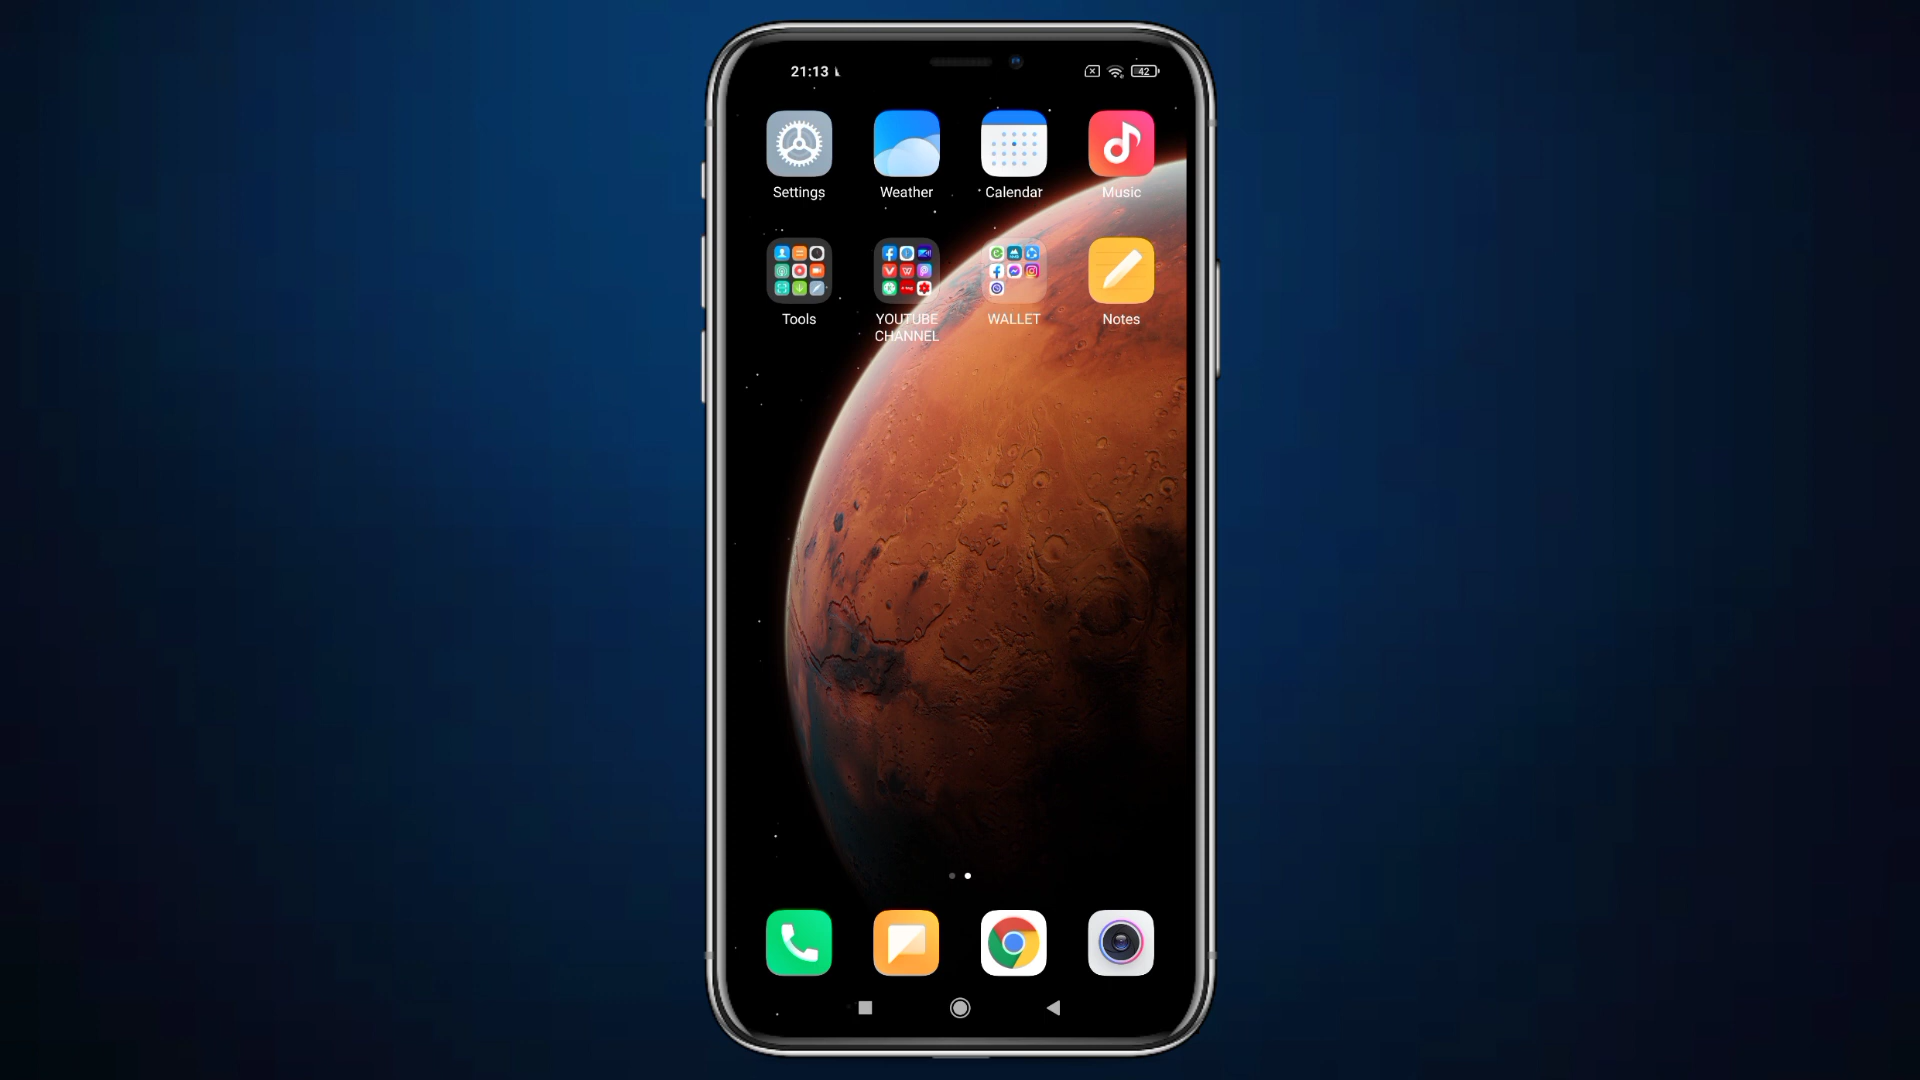 21:13
42
Settings
Weather
Calendar
Music
Tools
YOUTUBE
CHANNEL
WALLET
Notes